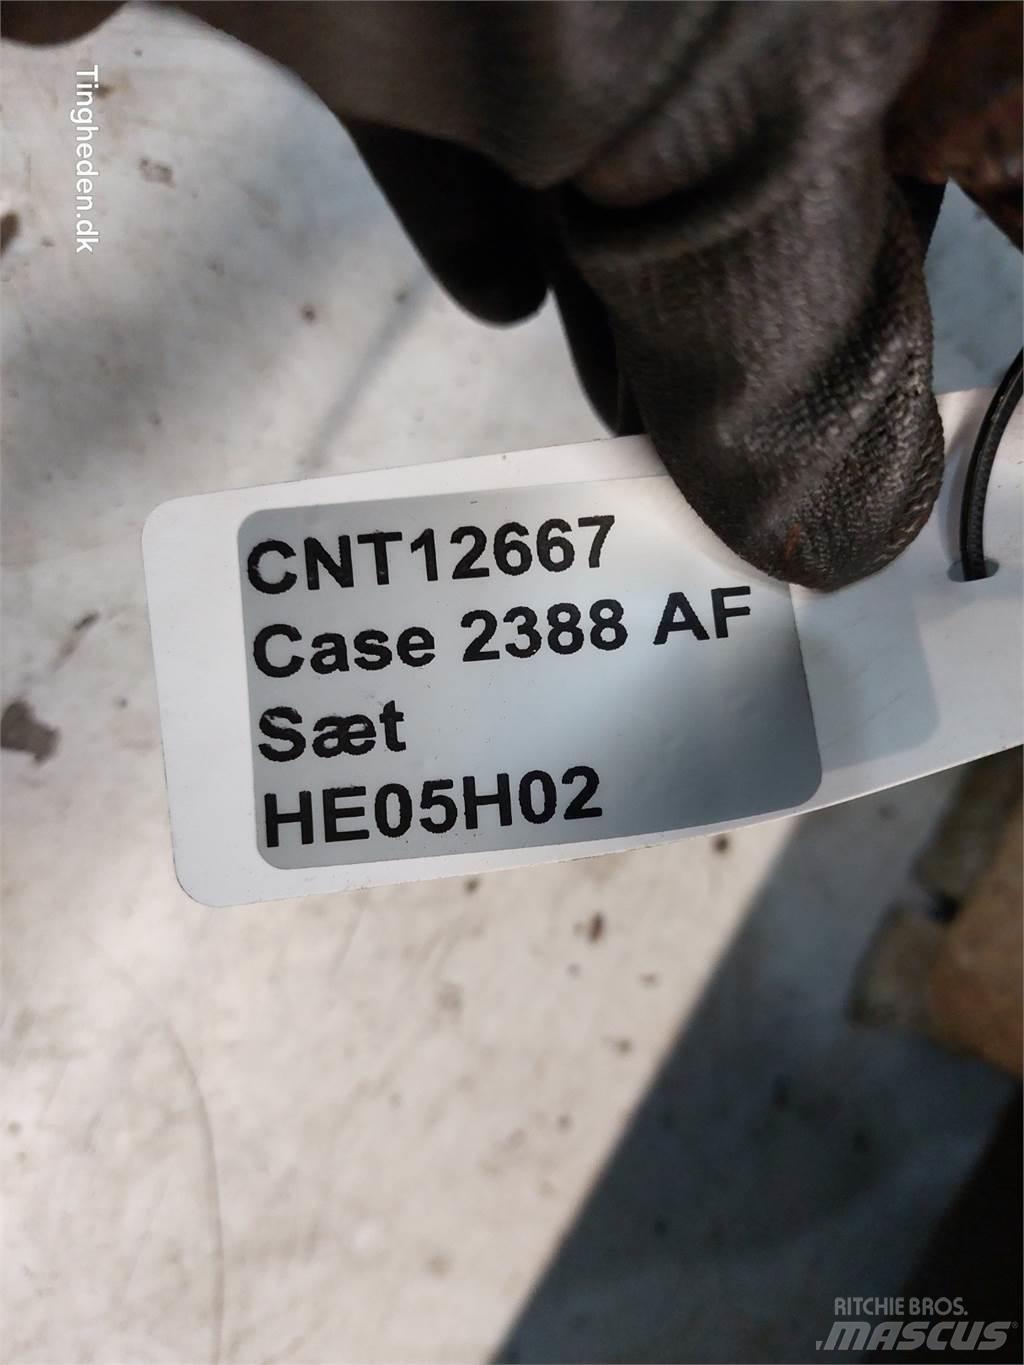 Tingheden.dk
CNT12667
Case 2388 AF
Sæt
HE05H02
RITCHIE BROS.
MASCUS